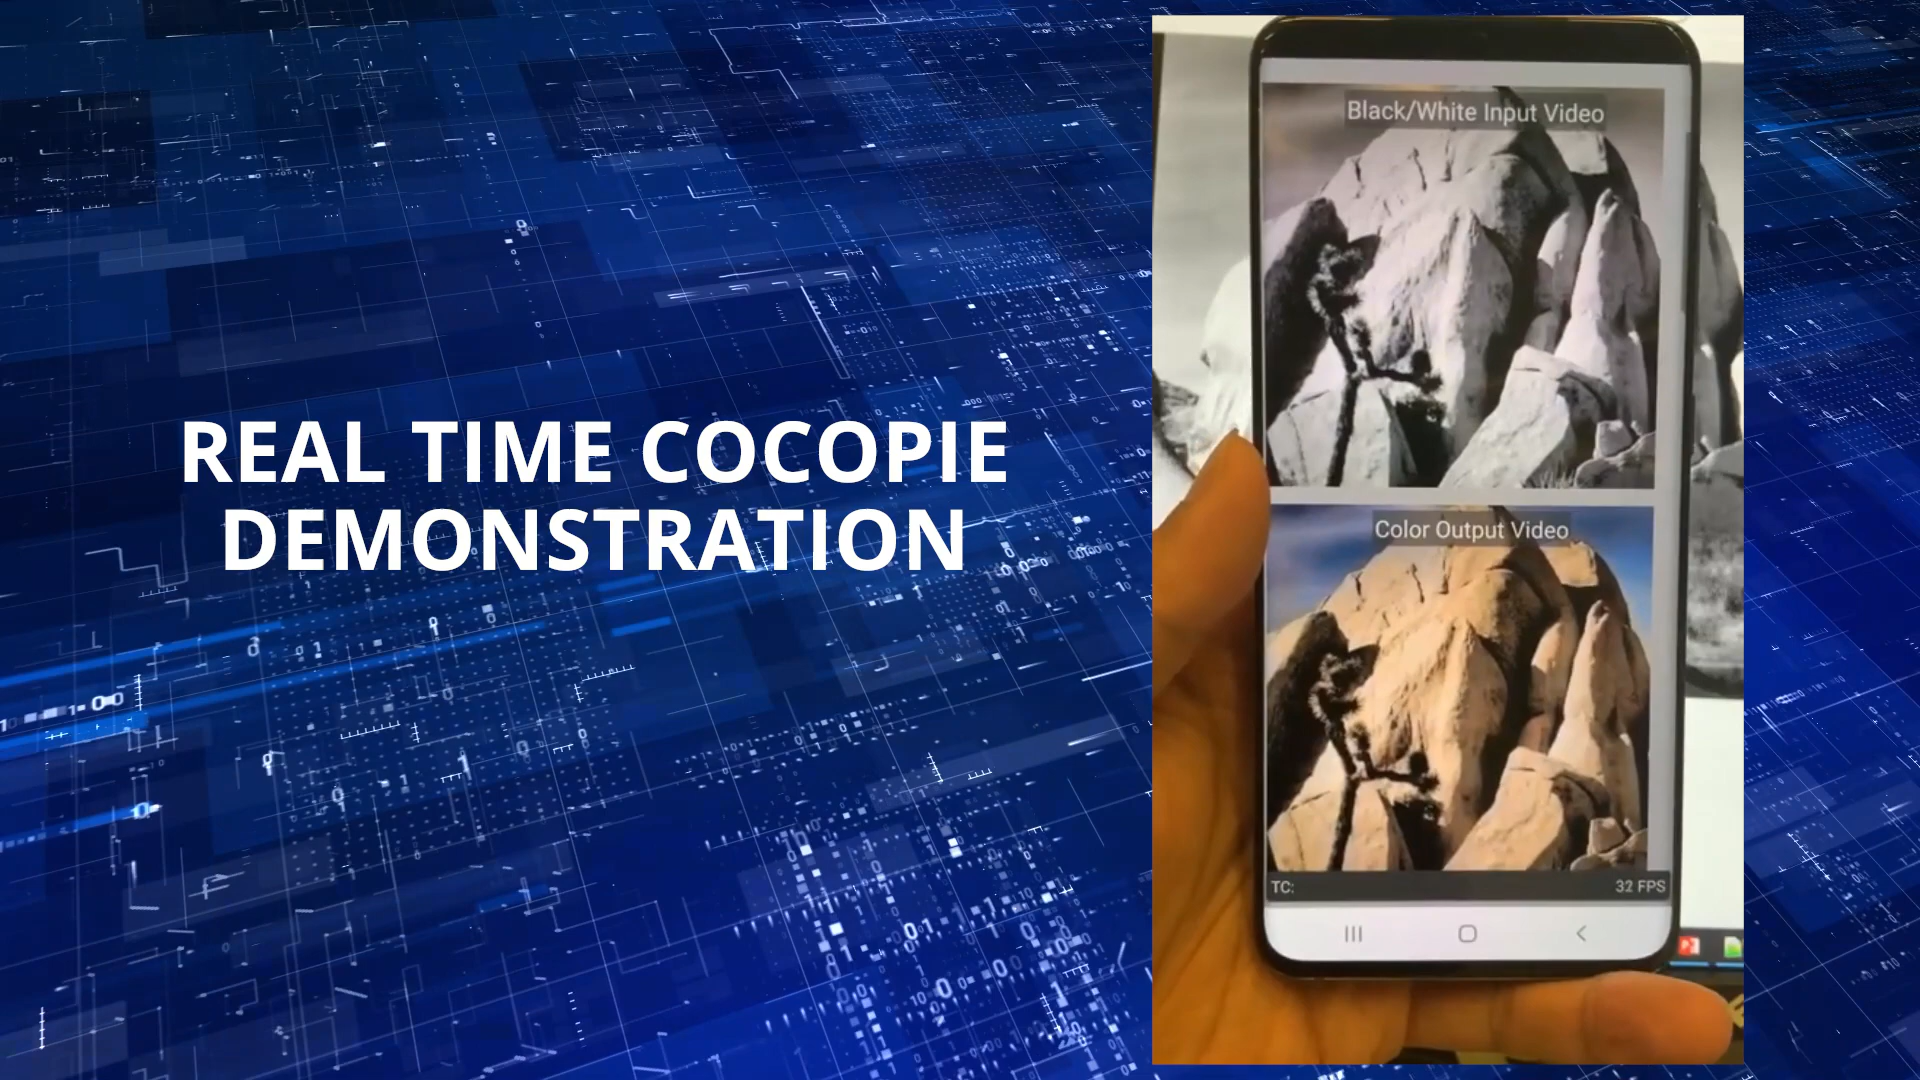 REAL TIME COCOPIE
DEMONSTRATION
Black/White Input Video
Color Output Video
TC:
32 FPS